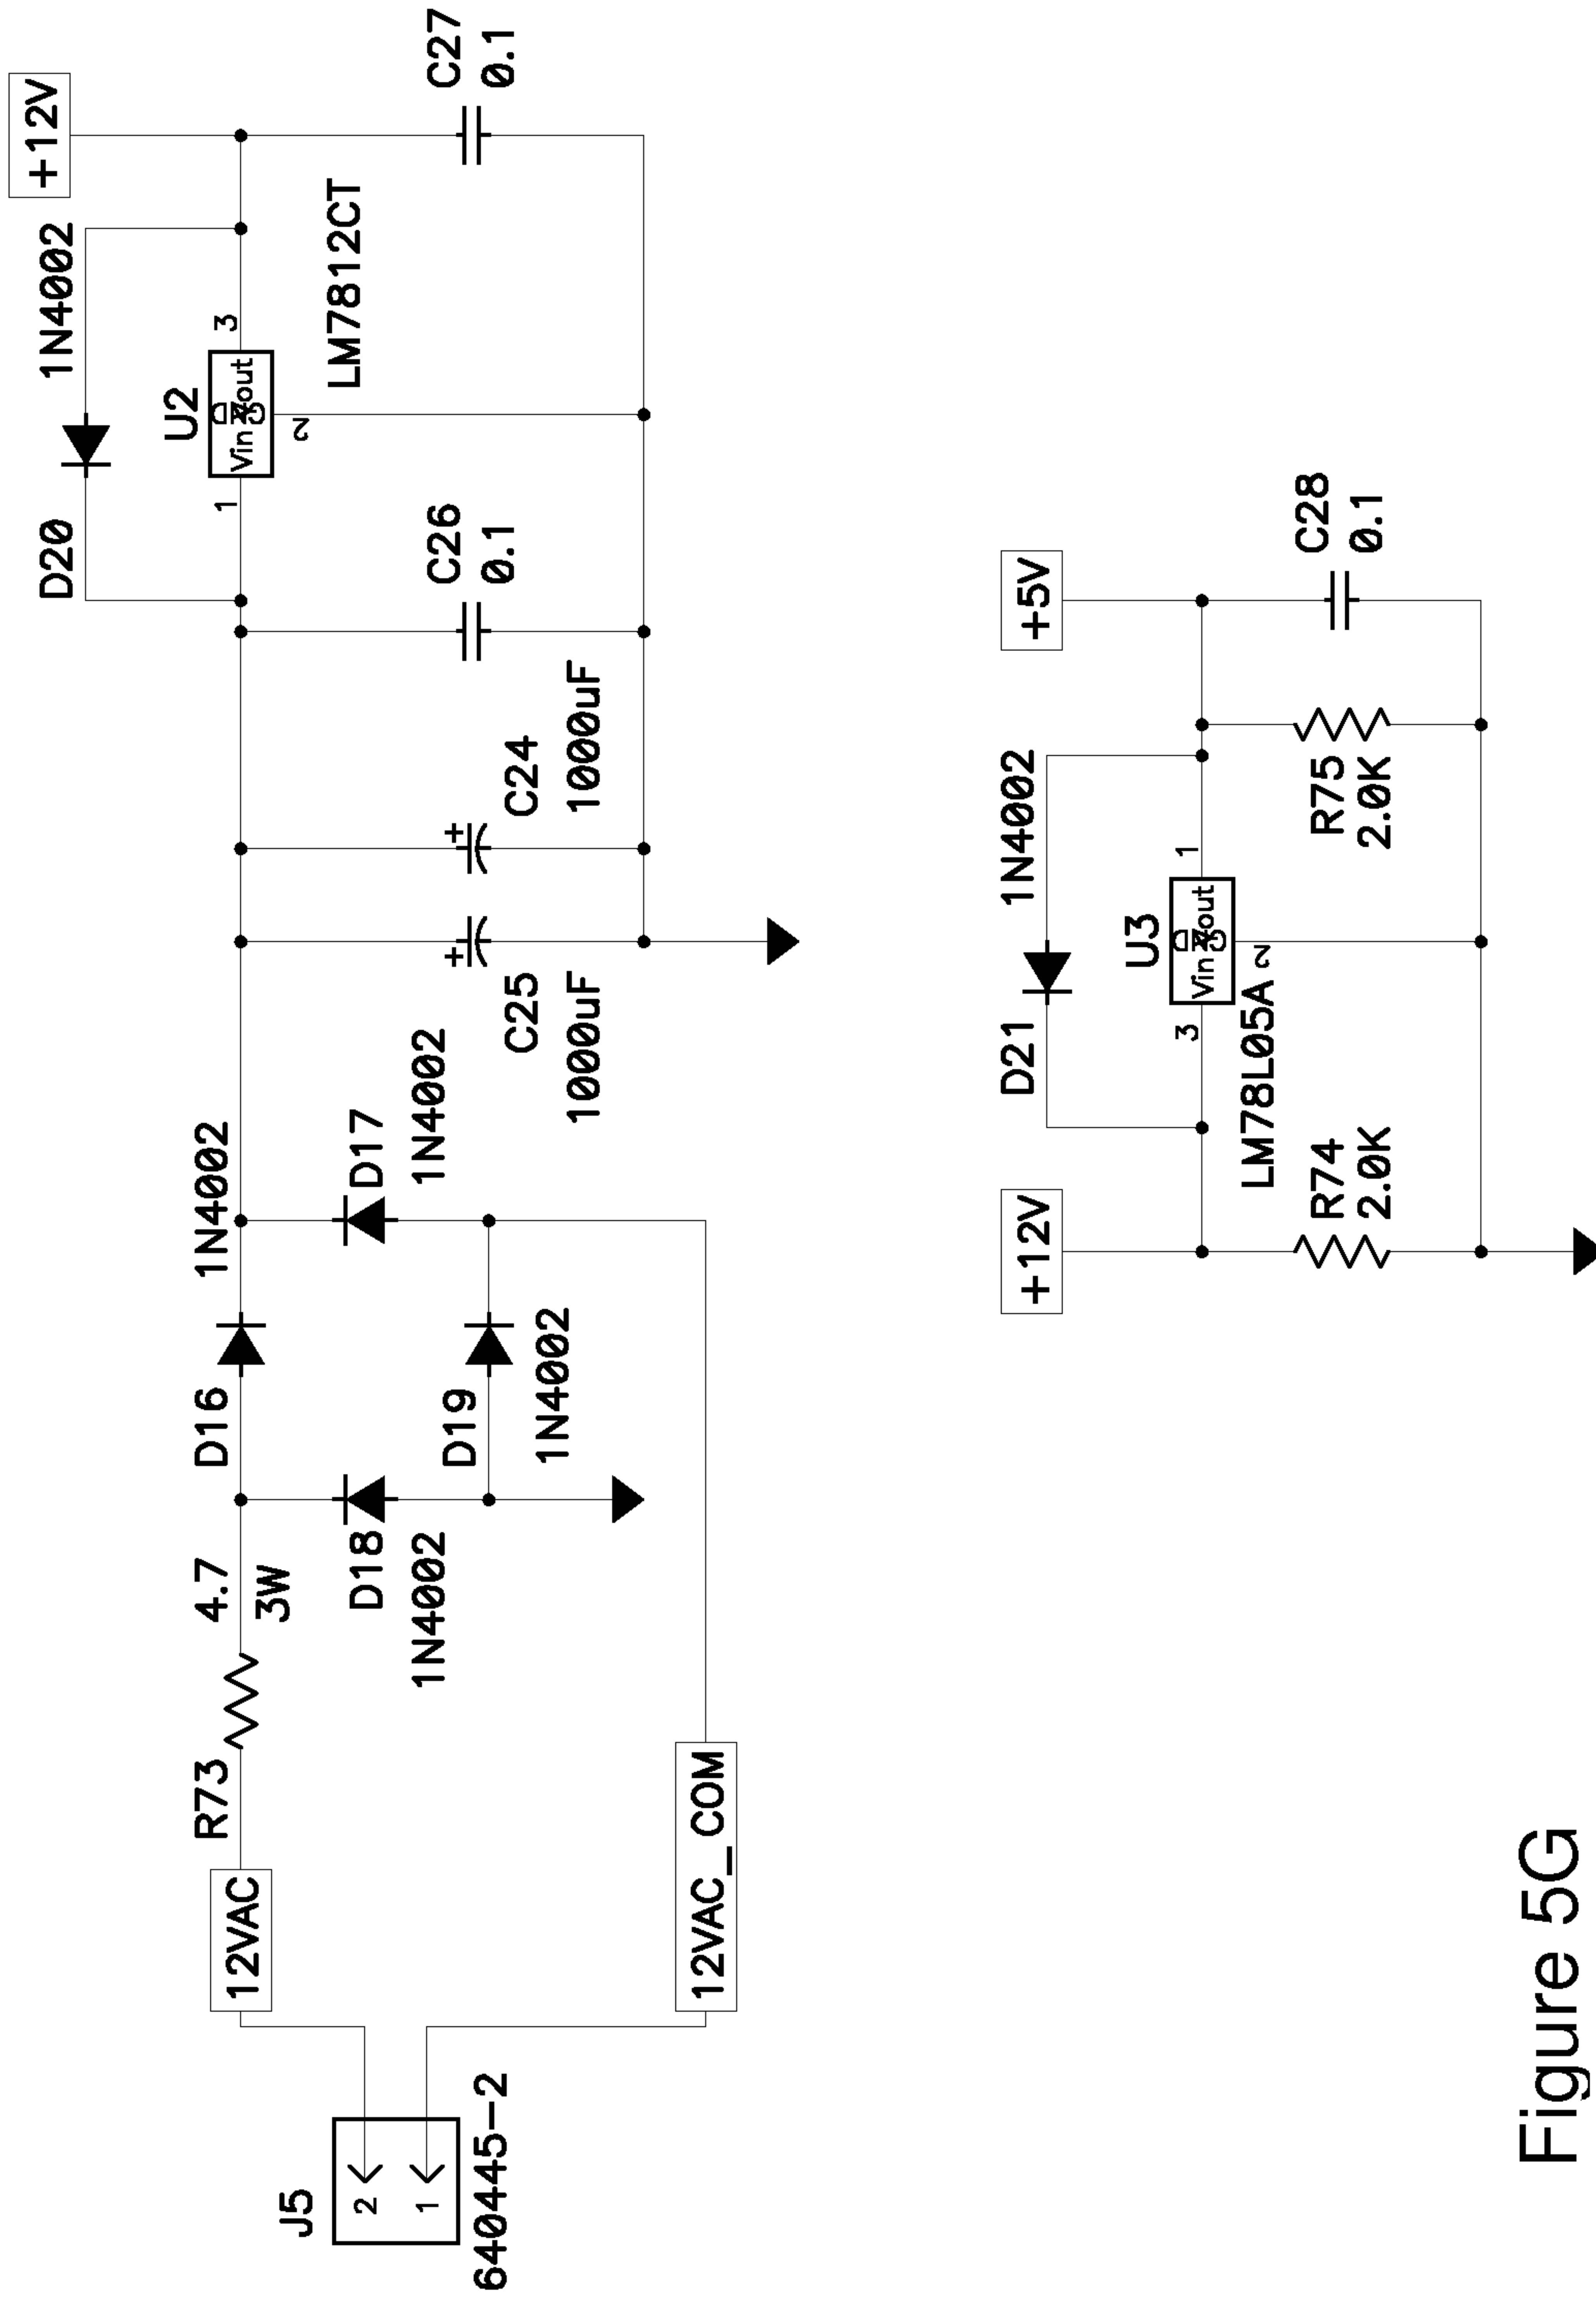 J5
2
1
640445-2
12VAC
12VAC_COM
R73
4.7
3W
D16
1N4002
D18
1N4002
D19
1N4002
D17
1N4002
C25
1000uF
C24
1000uF
C26
0.1
D20
1N4002
U2
1
Vin
Vout
3
2
LM7812CT
+12V
C27
0.1
+12V
R74
2.0K
D21
1N4002
U3
3
Vin
Vout
1
2
LM78L05A
R75
2.0K
+5V
C28
0.1
Figure 5G